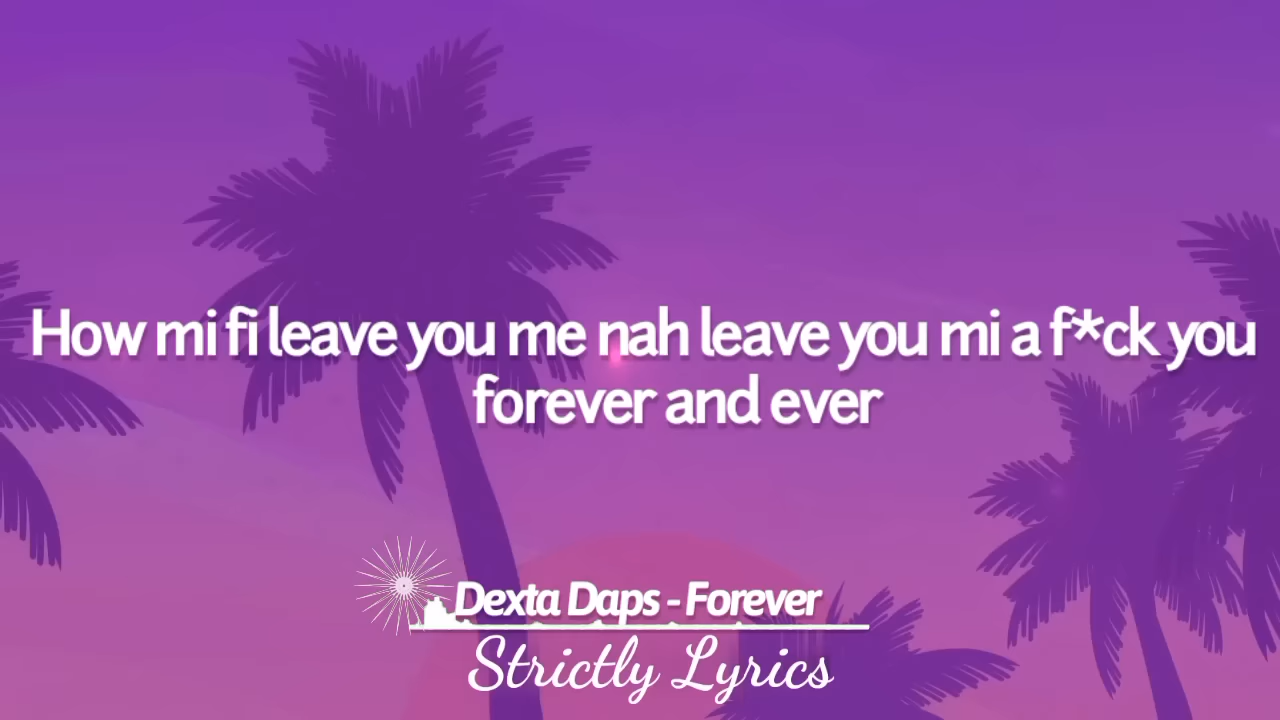 How mi fi leave you me nah leave you mi a f*ck you
forever and ever
Dexta Daps - Forever
Strictly Lyrics